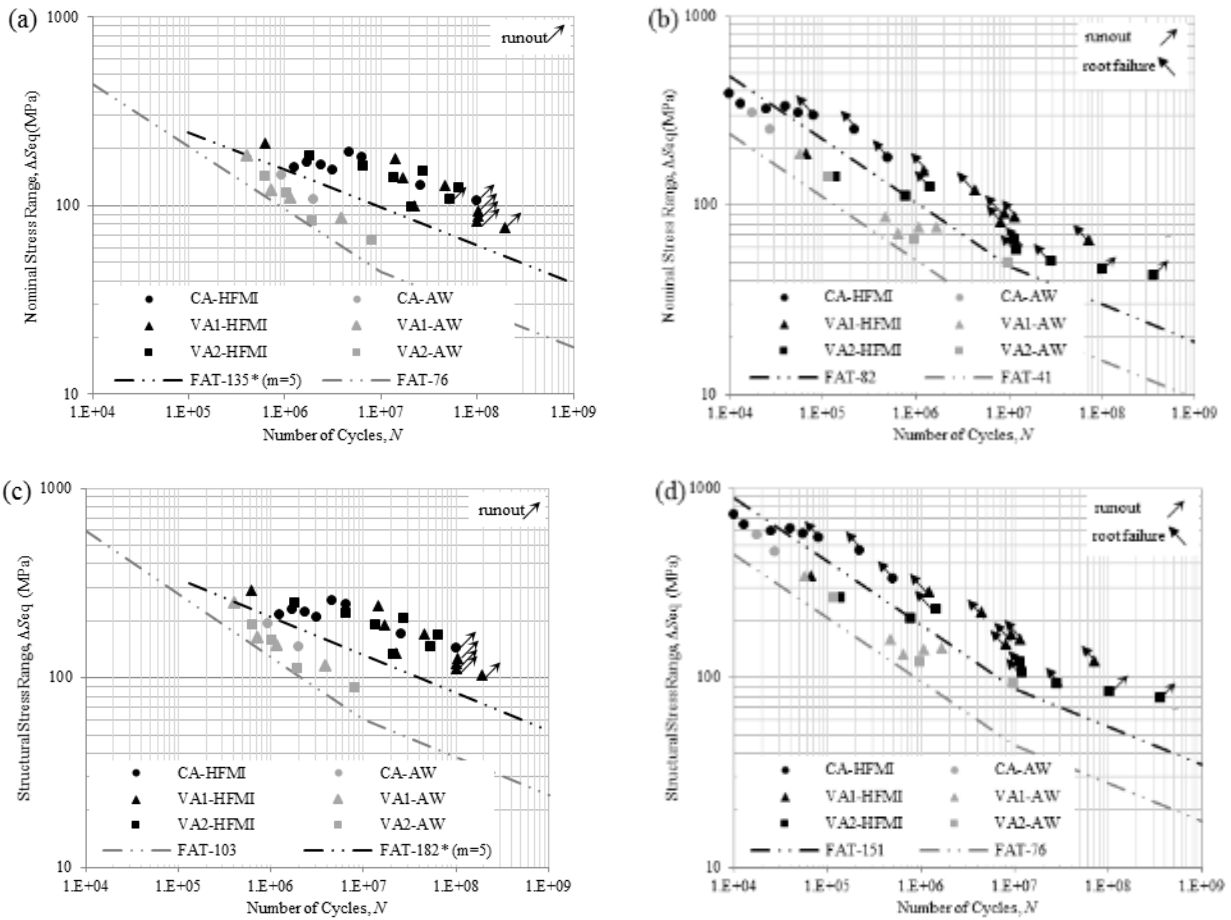 (a)
1000
100
10
Nominal Stress Range, ΔSeq(MPa)
runout
CA-HFMI
CA-AW
VA1-HFMI
VA1-AW
VA2-HFMI
VA2-AW
FAT-135* (m=5)
FAT-76
1.E+04 1.E+05 1.E+06 1.E+07 1.E+08 1.E+09
Number of Cycles, N
(b)
1000
100
10
Nominal Stress Range, ΔSeq(MPa)
runout
root failure
CA-HFMI
CA-AW
VA1-HFMI
VA1-AW
VA2-HFMI
VA2-AW
FAT-82
FAT-41
1.E+04 1.E+05 1.E+06 1.E+07 1.E+08 1.E+09
Number of Cycles, N
(c)
1000
100
10
Structural Stress Range, ΔSeq (MPa)
runout
CA-HFMI
CA-AW
VA1-HFMI
VA1-AW
VA2-HFMI
VA2-AW
FAT-103
FAT-182* (m=5)
1.E+04 1.E+05 1.E+06 1.E+07 1.E+08 1.E+09
Number of Cycles, N
(d)
1000
100
10
Structural Stress Range, ΔSeq (MPa)
runout
root failure
CA-HFMI
CA-AW
VA1-HFMI
VA1-AW
VA2-HFMI
VA2-AW
FAT-151
FAT-76
1.E+04 1.E+05 1.E+06 1.E+07 1.E+08 1.E+09
Number of Cycles, N